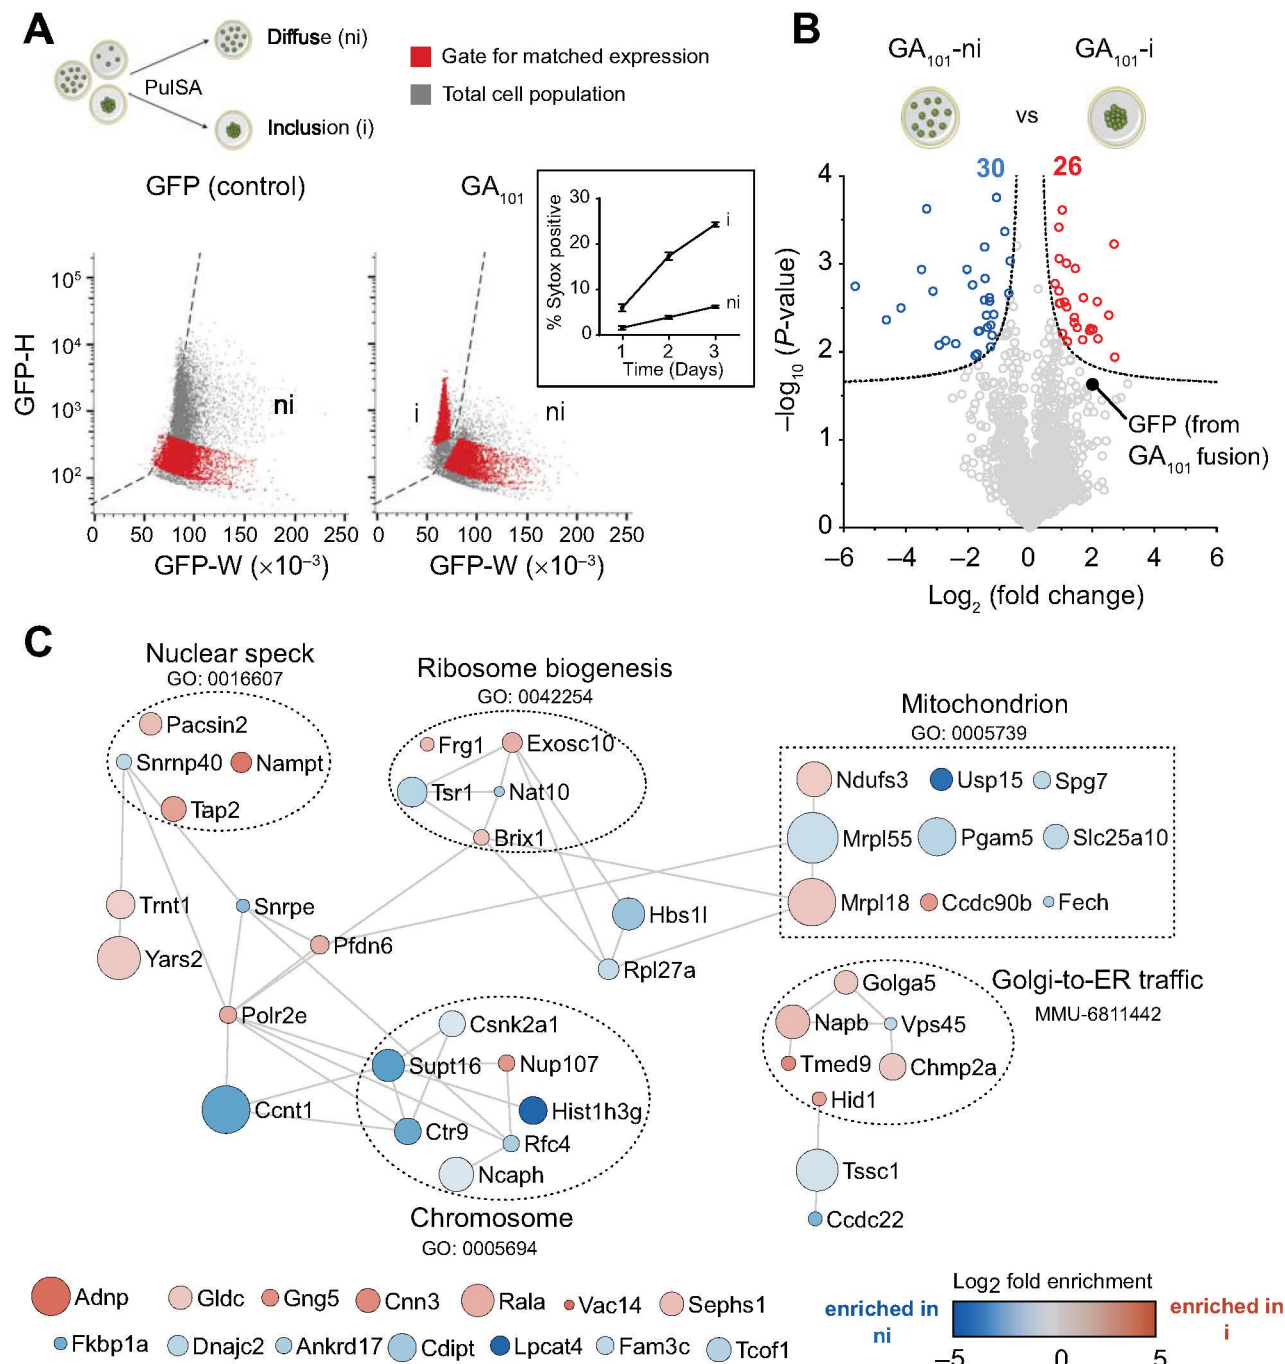 A
Diffuse (ni)
PulSA
Inclusion (i)
Gate for matched expression
Total cell population
GFP (control)
GA101
GFP-H
10^5
10^4
10^3
10^2
ni
0 50 100 150 200 250
GFP-W (×10^–3)
i
ni
0 50 100 150 200 250
GFP-W (×10^–3)
% Sytox positive
30
20
10
0
i
ni
1 2 3
Time (Days)
B
GA101-ni
GA101-i
vs
30
26
–log10 (P-value)
4
3
2
1
0
GFP (from
GA101 fusion)
–6 –4 –2 0 2 4 6
Log2 (fold change)
C
Nuclear speck
GO: 0016607
Pacsin2
Snrnp40
Nampt
Tap2
Trnt1
Yars2
Snrpe
Pfdn6
Polr2e
Ccnt1
Ribosome biogenesis
GO: 0042254
Frg1
Exosc10
Tsr1
Nat10
Brix1
Hbs1l
Rpl27a
Mitochondrion
GO: 0005739
Ndufs3
Usp15
Spg7
Mrpl55
Pgam5
Slc25a10
Mrpl18
Ccdc90b
Fech
Csnk2a1
Supt16
Nup107
Hist1h3g
Ctr9
Rfc4
Ncaph
Chromosome
GO: 0005694
Golgi-to-ER traffic
MMU-6811442
Golga5
Napb
Vps45
Tmed9
Chmp2a
Hid1
Tssc1
Ccdc22
Adnp
Gldc
Gng5
Cnn3
Rala
Vac14
Sephs1
Fkbp1a
Dnajc2
Ankrd17
Cdipt
Lpcat4
Fam3c
Tcof1
Log2 fold enrichment
enriched in
ni
enriched in
i
–5 0 5